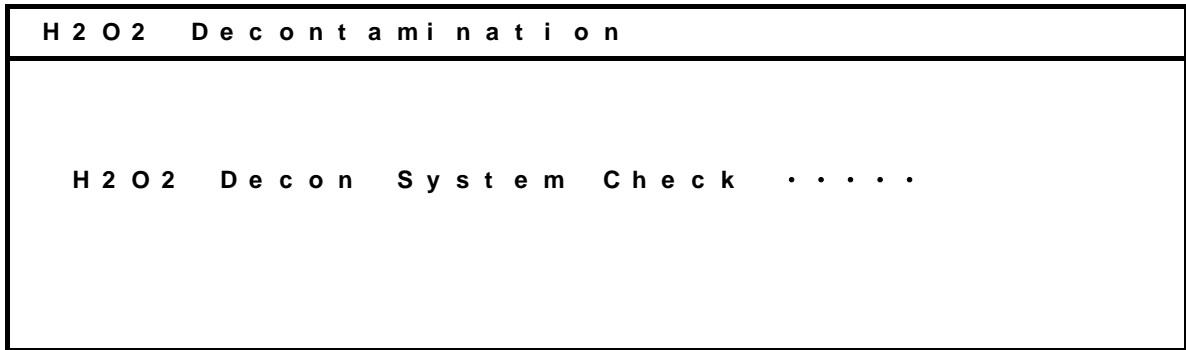 H2O2 Decontamination
H2O2 Decon System Check ・・・・・